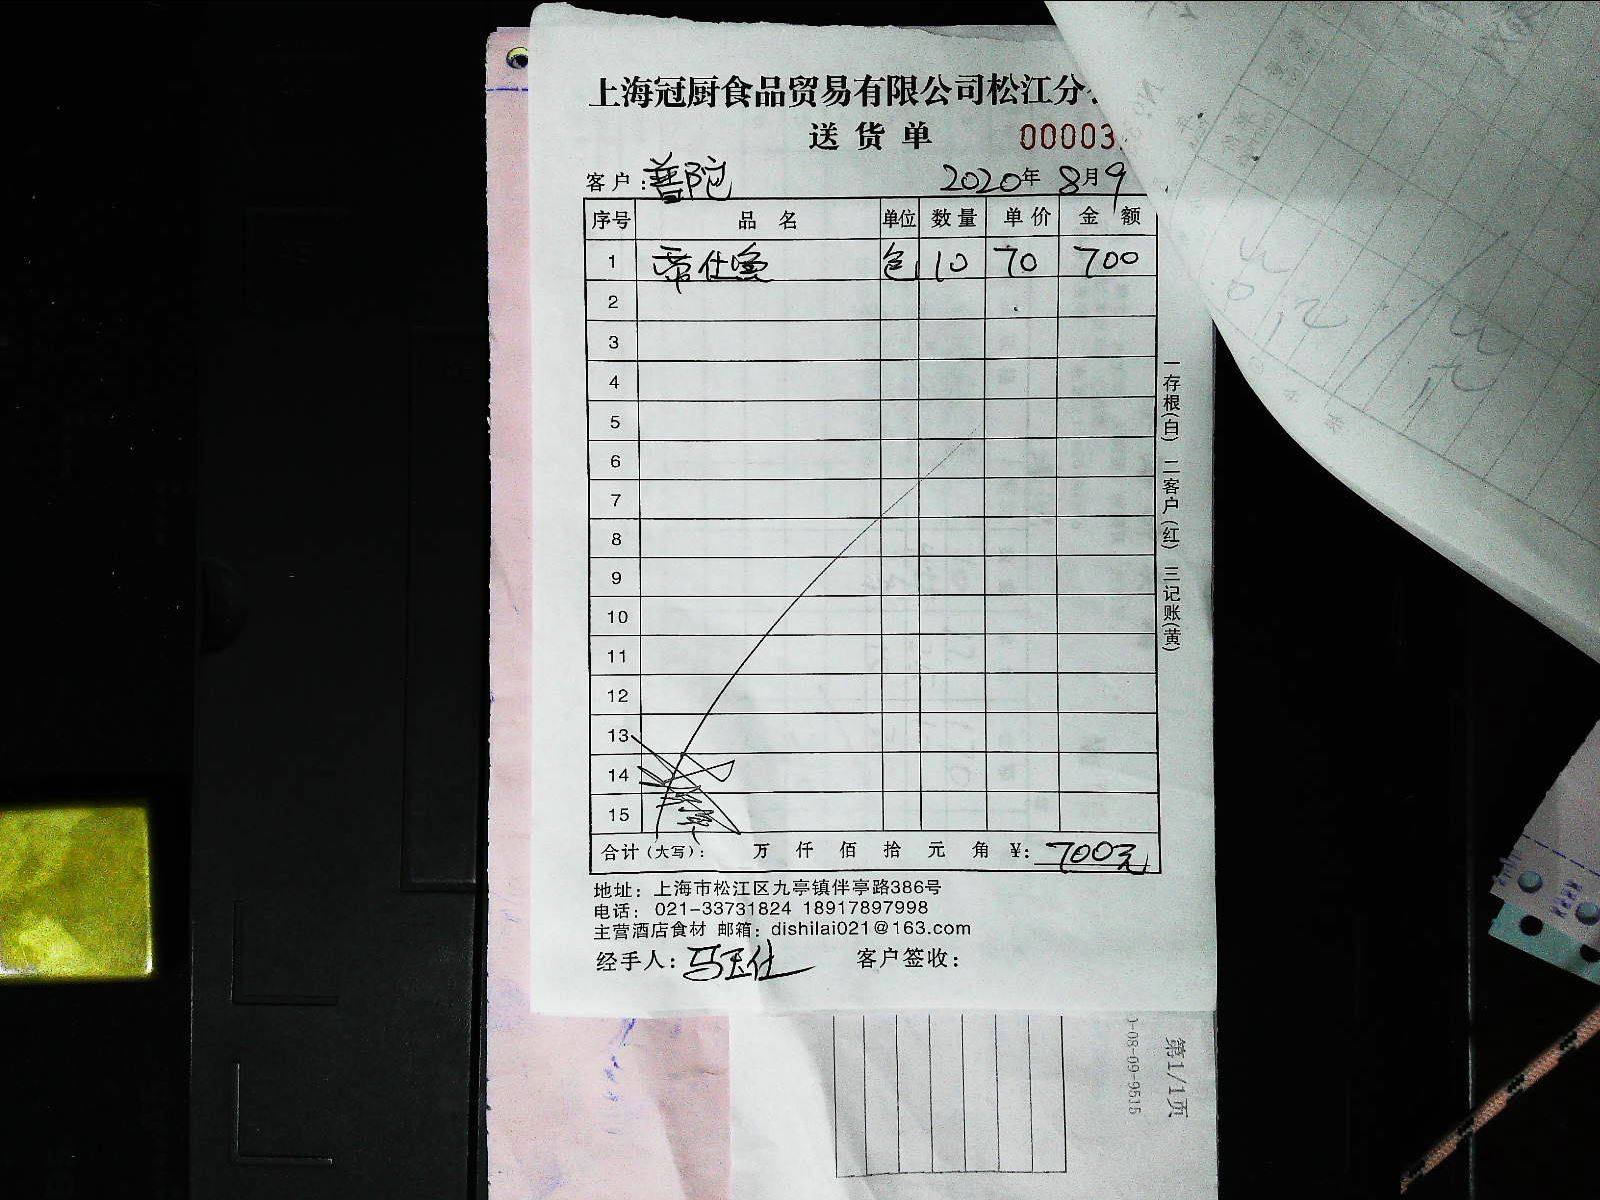 上海冠厨食品贸易有限公司松江分
送货单 00003
客户：普陀 2020年8月9
序号 品名 单位 数量 单价 金额
1 帝仕鲍 包 10 70 700
2
3
4
5
6
7
8
9
10
11
12
13
14
15
合计（大写）： 万 仟 佰 拾 元 角 ¥：700元
地址：上海市松江区九亭镇伴亭路386号
电话：021-33731824 18917897998
主营酒店食材 邮箱：dishilai021@163.com
经手人：马玉仕 客户签收：
一存根(白) 二客户(红) 三记账(黄)
第1/1页
0-08-09-9515